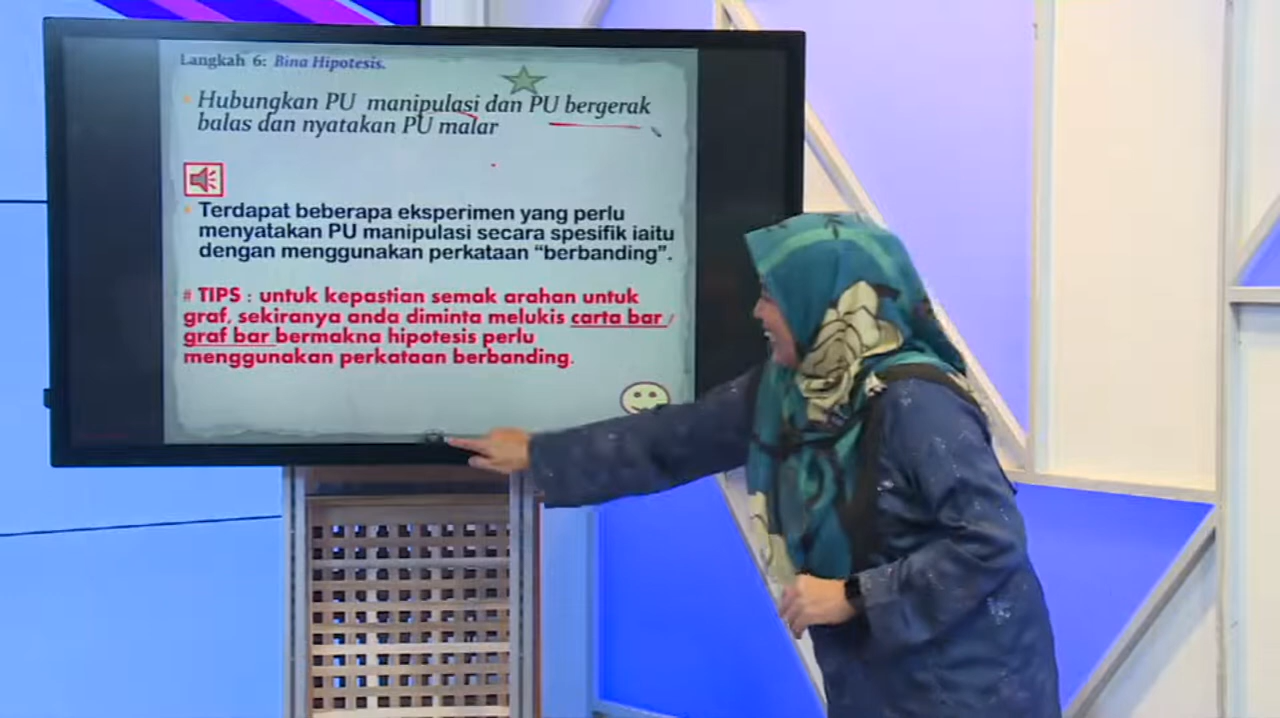 Langkah 6: Bina Hipotesis.
Hubungkan PU manipulasi dan PU bergerak
balas dan nyatakan PU malar
Terdapat beberapa eksperimen yang perlu
menyatakan PU manipulasi secara spesifik iaitu
dengan menggunakan perkataan “berbanding”.
# TIPS : untuk kepastian semak arahan untuk
graf, sekiranya anda diminta melukis carta bar /
graf bar bermakna hipotesis perlu
menggunakan perkataan berbanding.